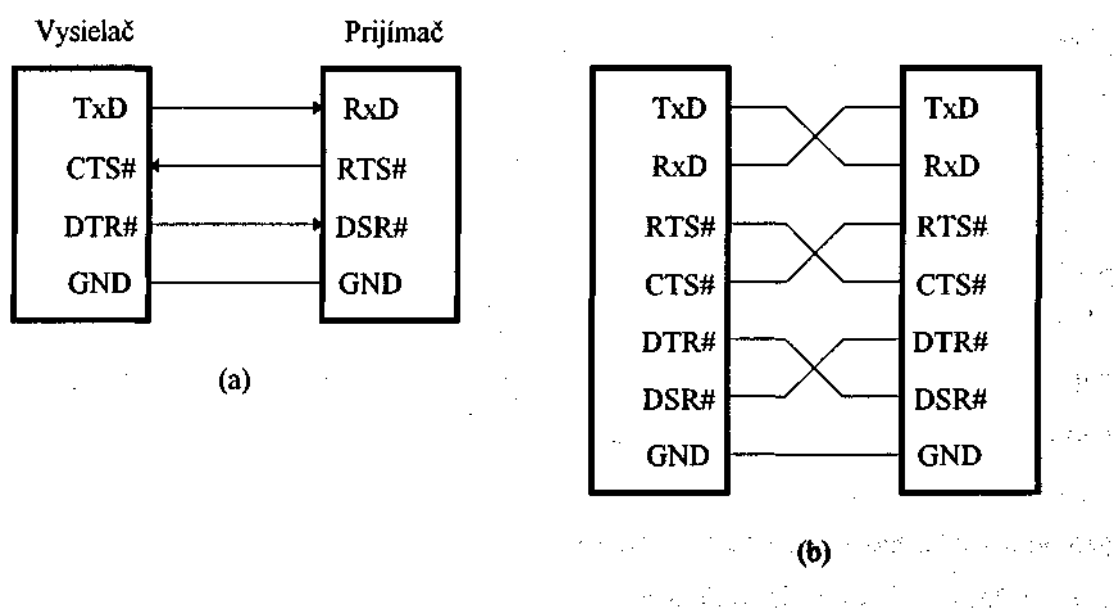 Vysielač
Prijímač
TxD
RxD
CTS#
RTS#
DTR#
DSR#
GND
GND
(a)
TxD
TxD
RxD
RxD
RTS#
RTS#
CTS#
CTS#
DTR#
DTR#
DSR#
DSR#
GND
GND
(b)